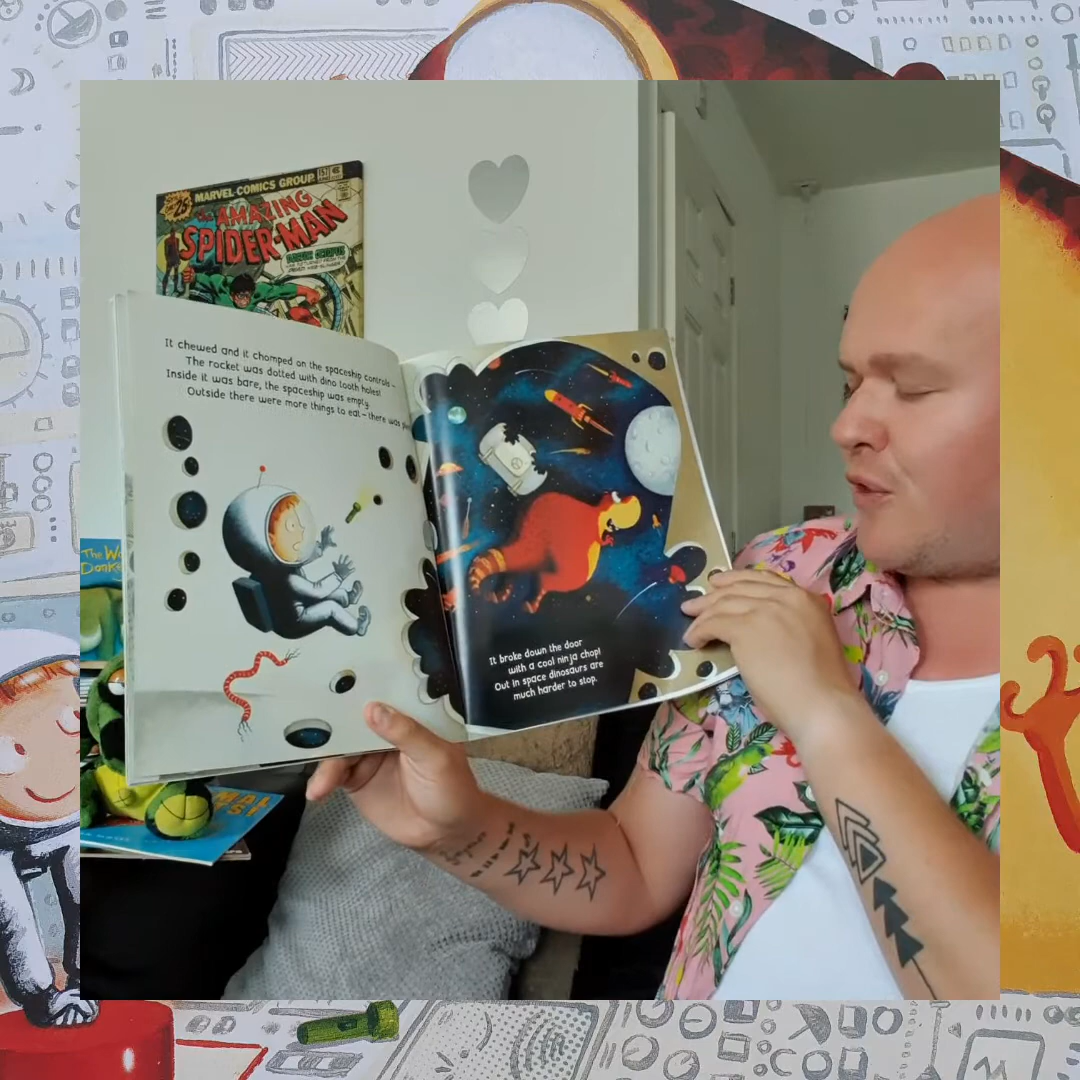 MARVEL COMICS GROUP
THE AMAZING
SPIDER-MAN
It chewed and it chomped on the spaceship controls –
The rocket was dotted with dino tooth holes!
Inside it was bare, the spaceship was empty.
Outside there were more things to eat – there was
It broke down the door
with a cool ninja chop!
Out in space dinosaurs are
much harder to stop.
The